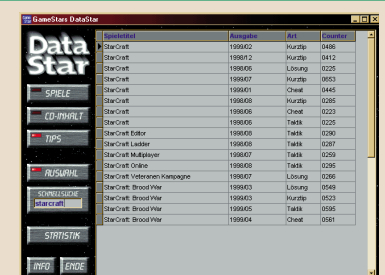 GameStars DataStar
Data
Star
SPIELE
CD-INHALT
TIPS
AUSWAHL
SCHNELLSUCHE
starcraft
STATISTIK
INFO ENDE
Spieletitel Ausgabe Art Counter
StarCraft 1999/02 Kurztip 0486
StarCraft 1998/12 Kurztip 0412
StarCraft 1998/06 Lösung 0225
StarCraft 1999/07 Kurztip 0653
StarCraft 1999/01 Cheat 0445
StarCraft 1998/08 Kurztip 0285
StarCraft 1998/06 Cheat 0223
StarCraft 1998/06 Taktik 0225
StarCraft Editor 1998/08 Taktik 0290
StarCraft Ladder 1998/08 Taktik 0287
StarCraft Multiplayer 1998/07 Taktik 0259
StarCraft Online 1998/08 Taktik 0295
StarCraft Veteranen Kampagne 1998/07 Lösung 0266
StarCraft: Brood War 1999/03 Lösung 0549
StarCraft: Brood War 1999/03 Kurztip 0523
StarCraft: Brood War 1999/05 Taktik 0595
StarCraft: Brood War 1999/04 Cheat 0561